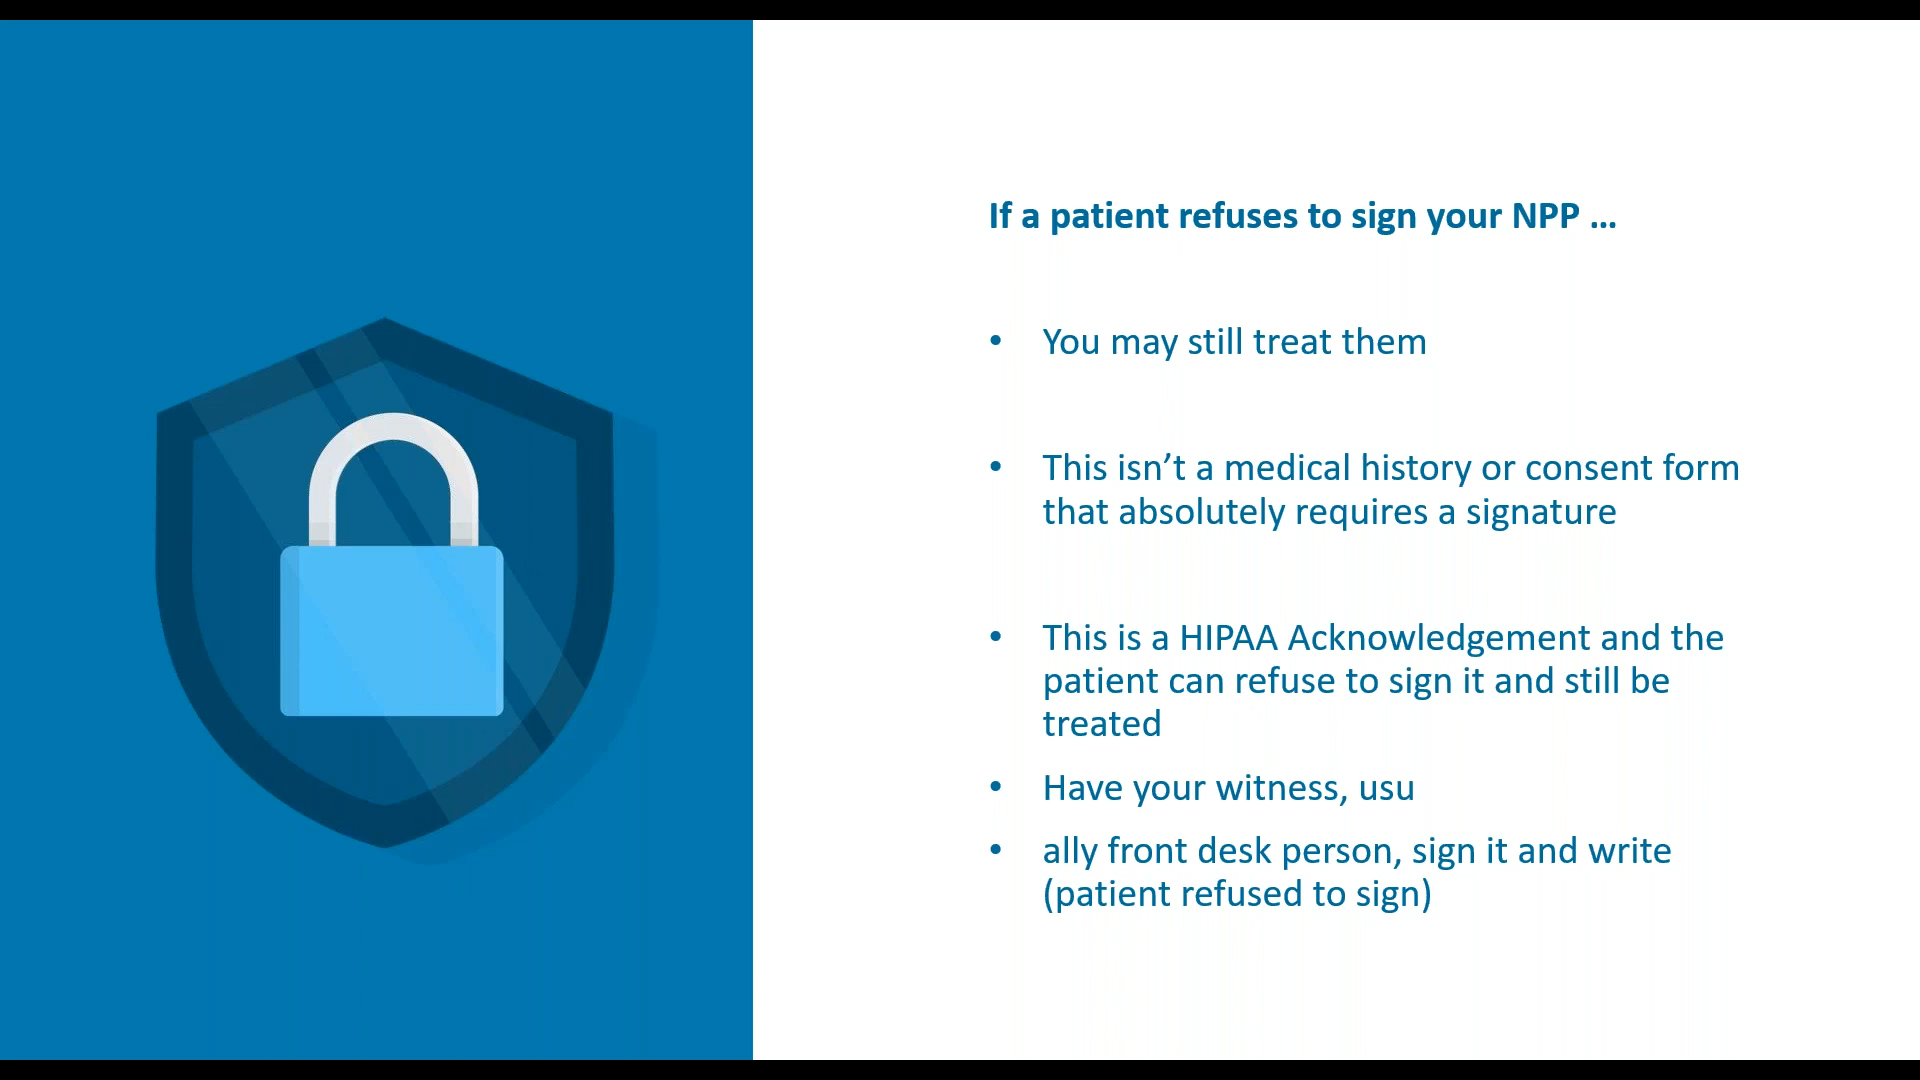 If a patient refuses to sign your NPP …
• You may still treat them
• This isn’t a medical history or consent form
that absolutely requires a signature
• This is a HIPAA Acknowledgement and the
patient can refuse to sign it and still be
treated
• Have your witness, usu
• ally front desk person, sign it and write
(patient refused to sign)